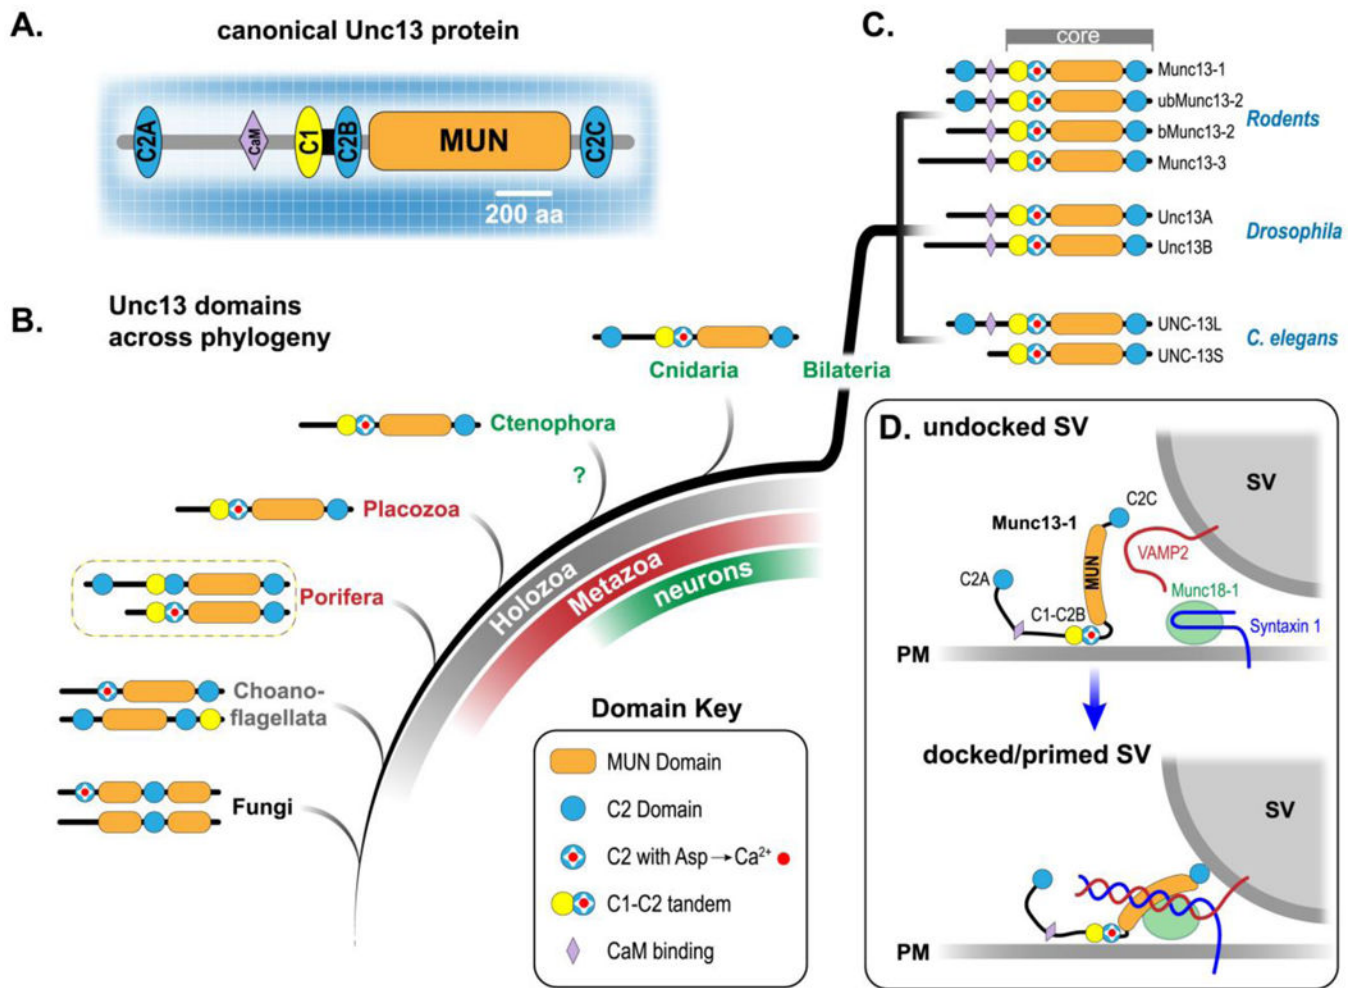 A.
canonical Unc13 protein
C2A
CaM
C1
C2B
MUN
C2C
200 aa
B.
Unc13 domains
across phylogeny
Cnidaria
Bilateria
Ctenophora
?
Placozoa
Porifera
Choano-
flagellata
Fungi
Holozoa
Metazoa
neurons
Domain Key
MUN Domain
C2 Domain
C2 with Asp → Ca2+
C1-C2 tandem
CaM binding
C.
core
Munc13-1
ubMunc13-2
Rodents
bMunc13-2
Munc13-3
Unc13A
Drosophila
Unc13B
UNC-13L
C. elegans
UNC-13S
D. undocked SV
SV
C2C
Munc13-1
VAMP2
MUN
C2A
Munc18-1
C1-C2B
Syntaxin 1
PM
docked/primed SV
SV
PM